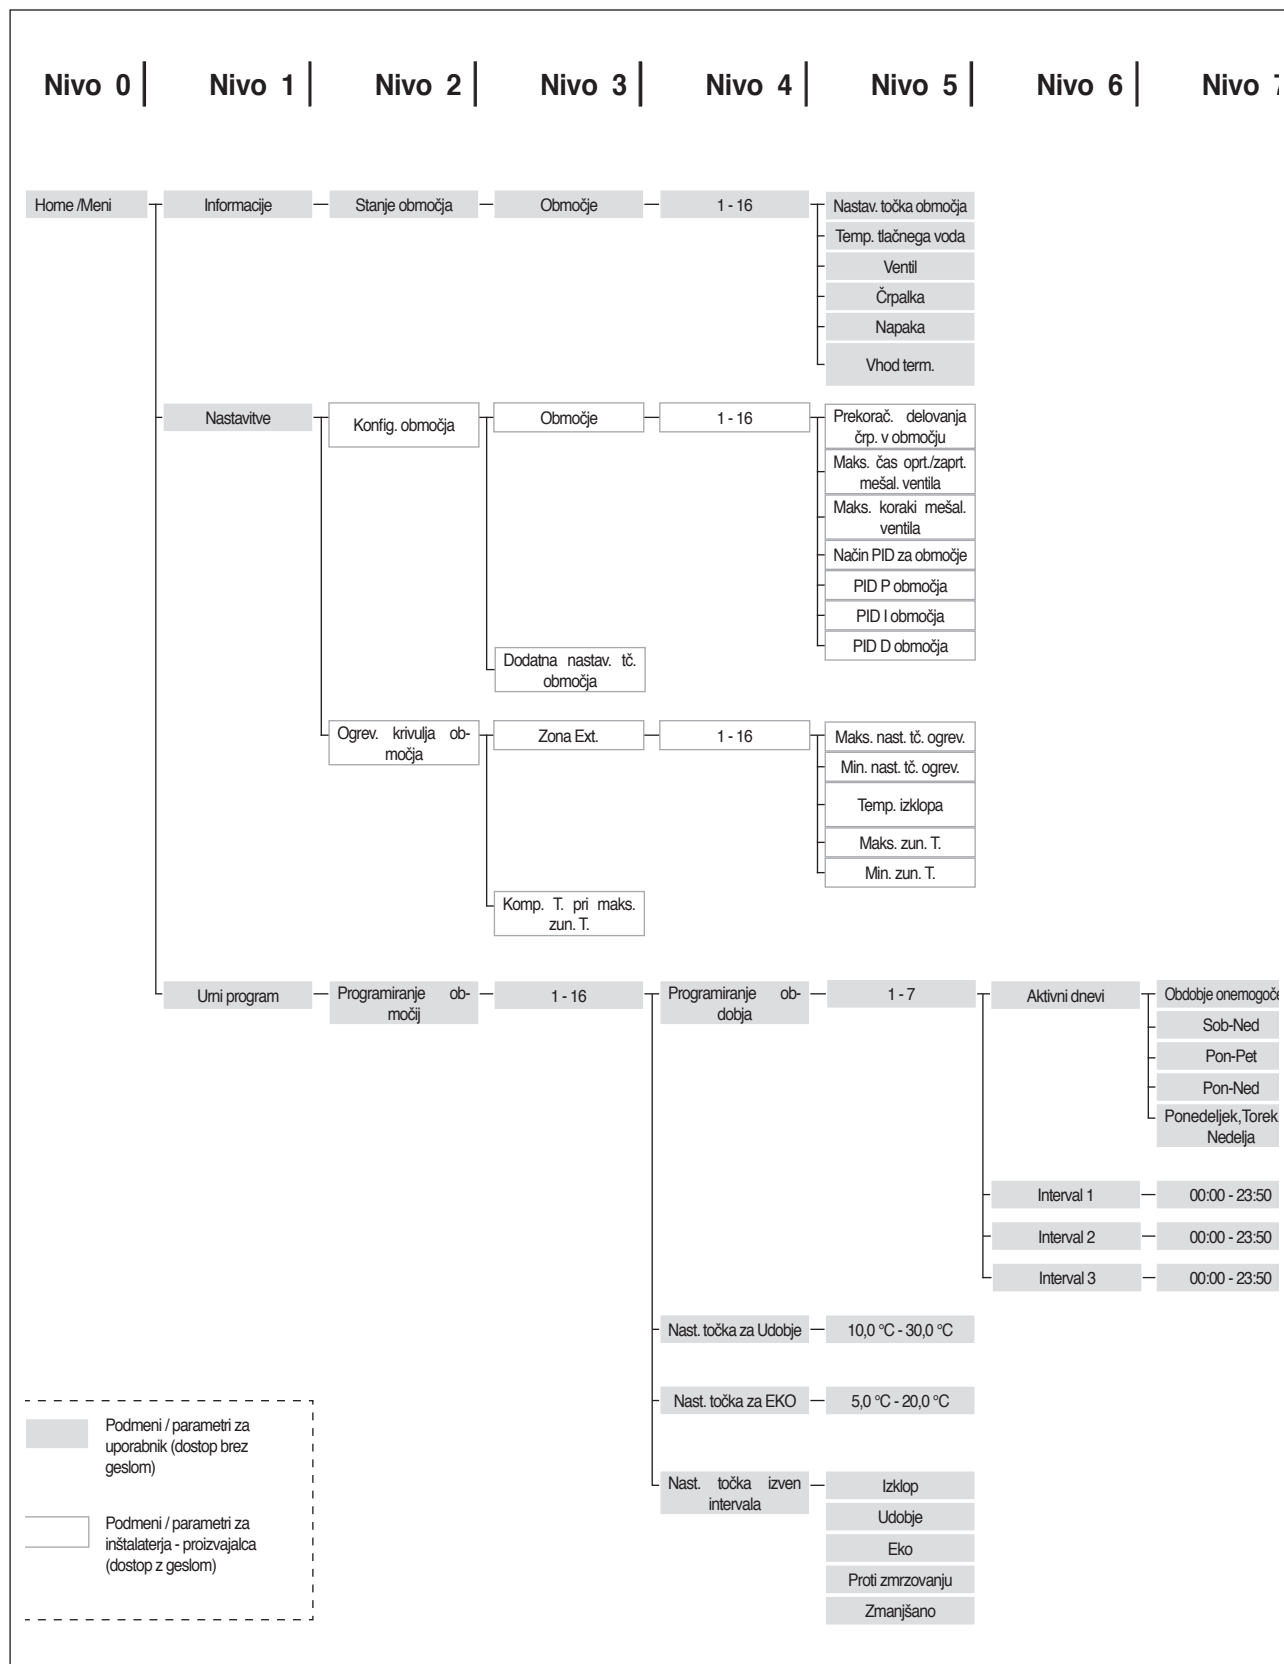 Nivo 0 Nivo 1 Nivo 2 Nivo 3 Nivo 4 Nivo 5 Nivo 6 Nivo 7
Home /Meni Informacije Stanje območja Območje 1 - 16 Nastav. točka območja
Temp. tlačnega voda
Ventil
Črpalka
Napaka
Vhod term.
Nastavitve Konfig. območja Območje 1 - 16 Prekorač. delovanja
črp. v območju
Maks. čas oprt./zaprt.
mešal. ventila
Maks. koraki mešal.
ventila
Način PID za območje
PID P območja
PID I območja
PID D območja
Dodatna nastav. tč.
območja
Ogrev. krivulja ob-
močja
Zona Ext. 1 - 16 Maks. nast. tč. ogrev.
Min. nast. tč. ogrev.
Temp. izklopa
Maks. zun. T.
Min. zun. T.
Komp. T. pri maks.
zun. T.
Urni program Programiranje ob-
močij
1 - 16 Programiranje ob-
dobja
1 - 7 Aktivni dnevi Obdobje onemogoče
Sob-Ned
Pon-Pet
Pon-Ned
Ponedeljek,Torek
Nedelja
Interval 1 00:00 - 23:50
Interval 2 00:00 - 23:50
Interval 3 00:00 - 23:50
Nast. točka za Udobje 10,0 °C - 30,0 °C
Nast. točka za EKO 5,0 °C - 20,0 °C
Nast. točka izven
intervala
Izklop
Udobje
Eko
Proti zmrzovanju
Zmanjšano
Podmeni / parametri za
uporabnik (dostop brez
geslom)
Podmeni / parametri za
inštalaterja - proizvajalca
(dostop z geslom)